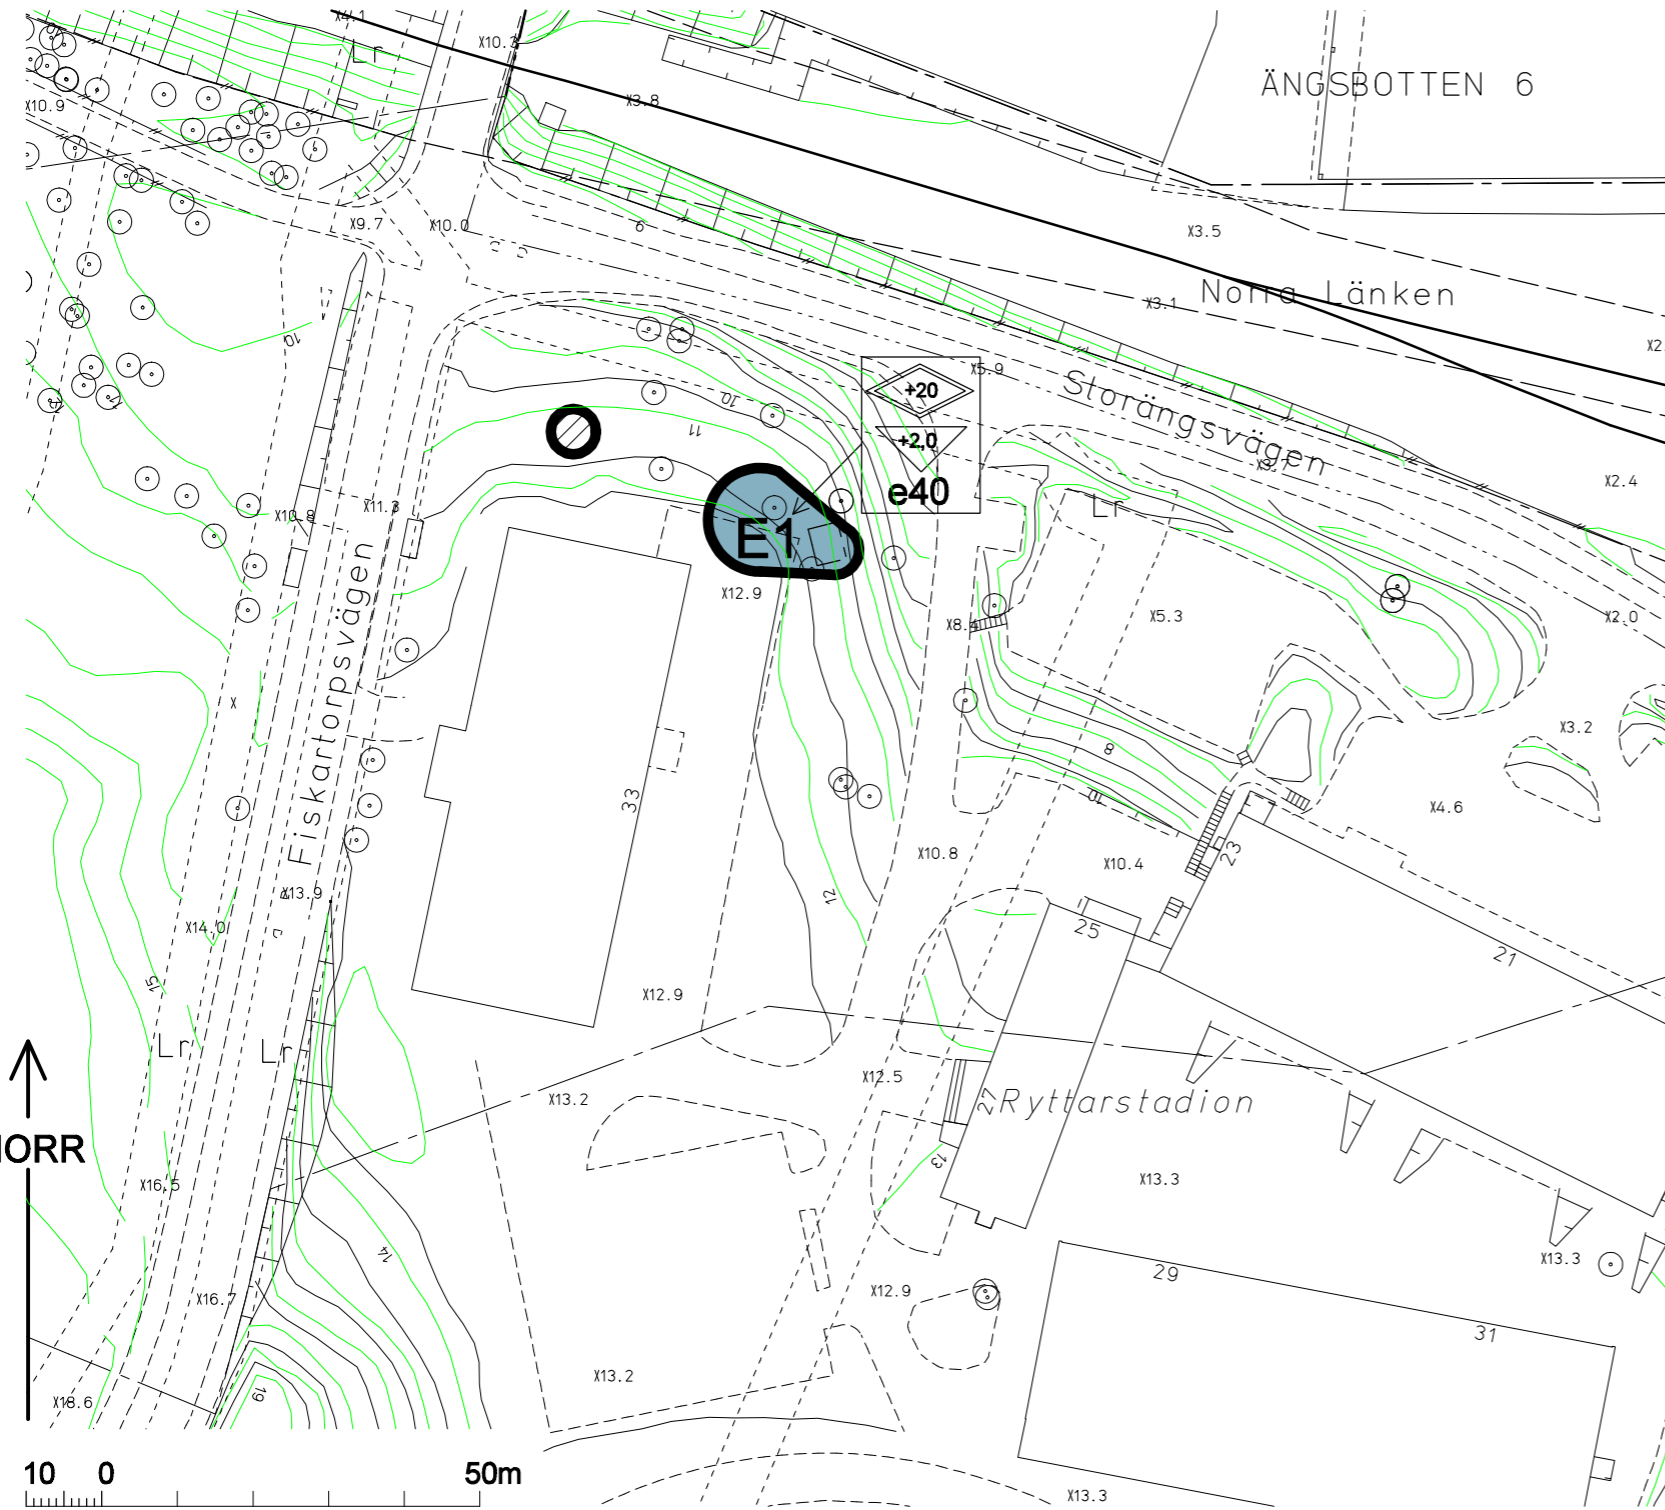 X4.1
Lr
X10.3
X3.8
ÄNGSBOTTEN 6
X10.9
X9.7
X10.0
6
X3.5
Norra Länken
X3.1
10
X5.9
+20
Storängsvägen
+2,0
e40
10
11
11
X2.4
X10.8
X11.3
E1
Lr
X12.9
X8.4
X5.3
X2.0
Fiskartorpsvägen
X3.2
8
10
33
X4.6
X10.8
X10.4
23
X13.9
12
X14.0
25
21
15
X12.9
Lr
Lr
X12.5
X13.2
27
Ryttarstadion
X16.5
13
X13.3
14
X13.3
29
X16.7
X12.9
31
X13.2
19
X18.6
10 0 50m
X13.3